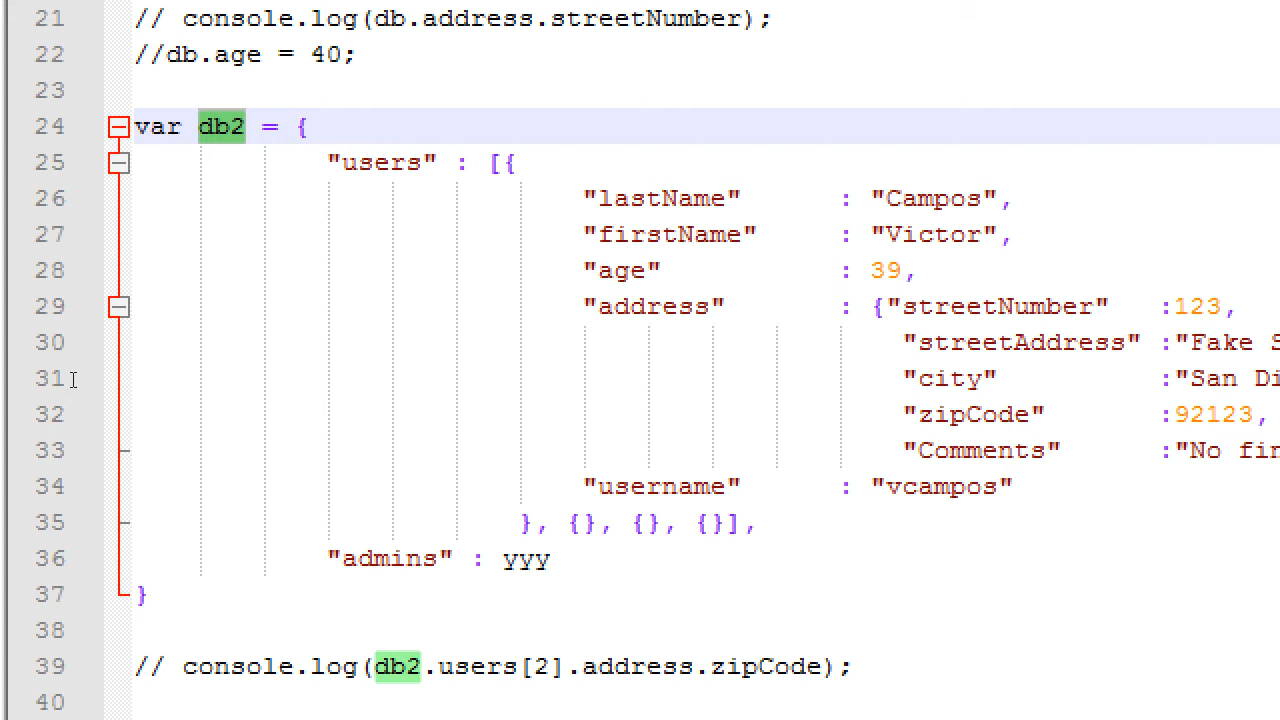 21 // console.log(db.address.streetNumber);
22 //db.age = 40;
23
24 var db2 = {
25 "users" : [{
26 "lastName" : "Campos",
27 "firstName" : "Victor",
28 "age" : 39,
29 "address" : {"streetNumber" :123,
30 "streetAddress" :"Fake S
31 "city" :"San Di
32 "zipCode" :92123,
33 "Comments" :"No fin
34 "username" : "vcampos"
35 }, {}, {}, {}],
36 "admins" : yyy
37 }
38
39 // console.log(db2.users[2].address.zipCode);
40